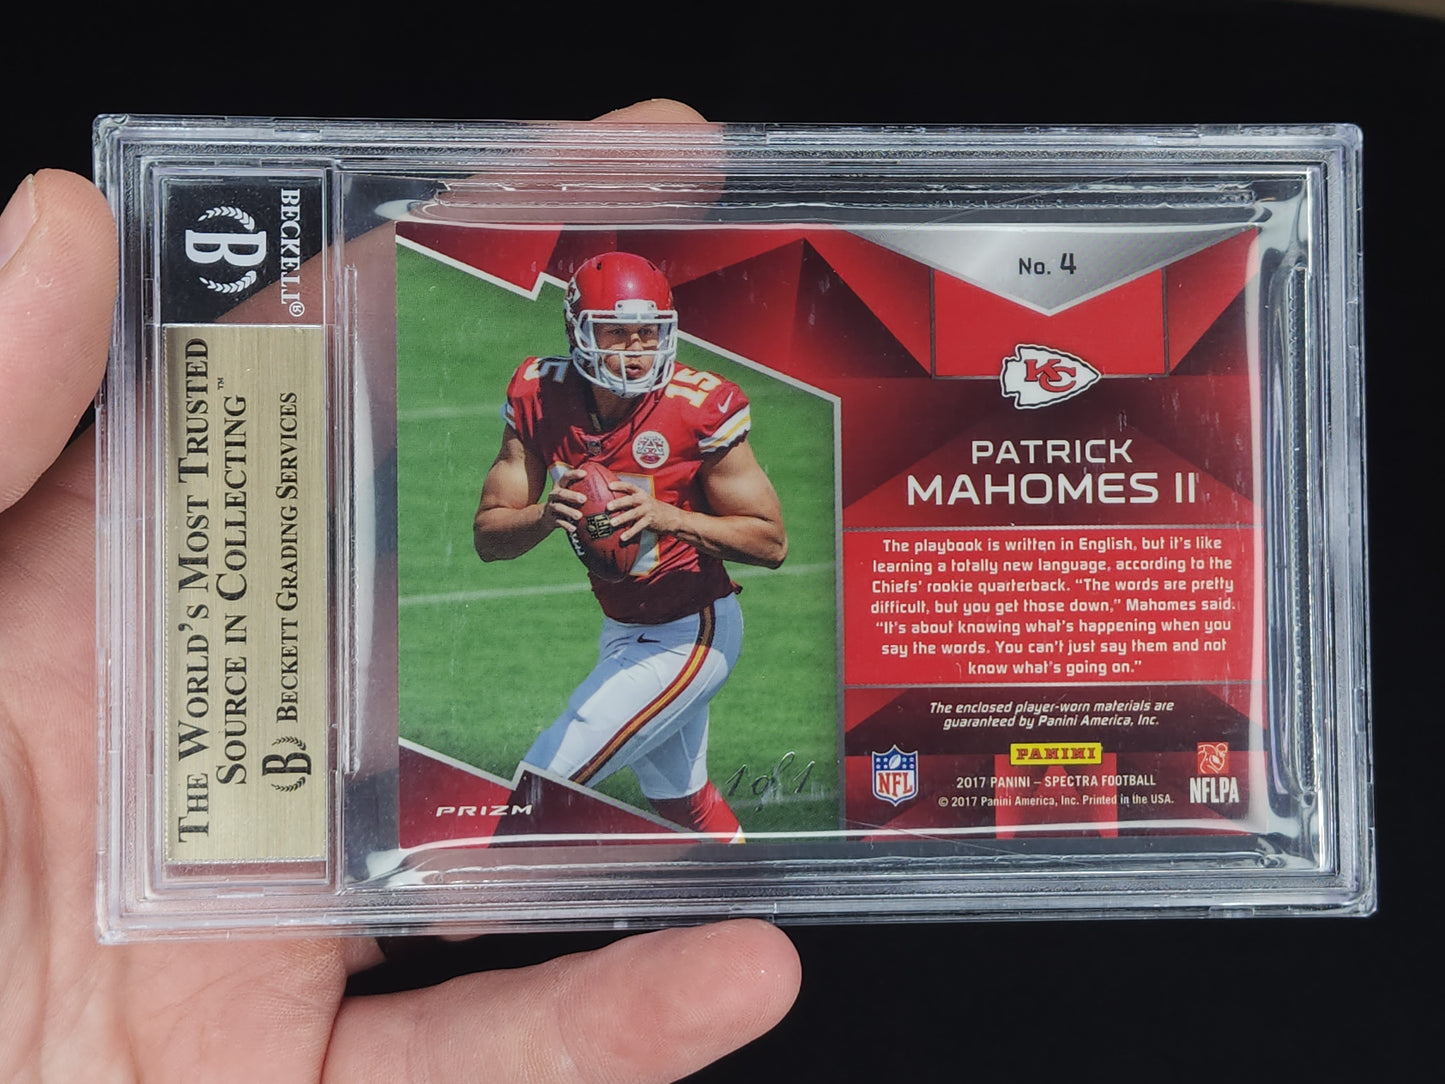 BECKETT®
B
THE WORLD'S MOST TRUSTED
SOURCE IN COLLECTING™
B BECKETT GRADING SERVICES
15
15
No. 4
KC
PATRICK
MAHOMES II
The playbook is written in English, but it's like
learning a totally new language, according to the
Chiefs' rookie quarterback. "The words are pretty
difficult, but you get those down," Mahomes said.
"It's about knowing what's happening when you
say the words. You can't just say them and not
know what's going on."
The enclosed player-worn materials are
guaranteed by Panini America, Inc.
NFL
PANINI
2017 PANINI – SPECTRA FOOTBALL
© 2017 Panini America, Inc. Printed in the USA.
NFLPA
PRIZM
1 of 1